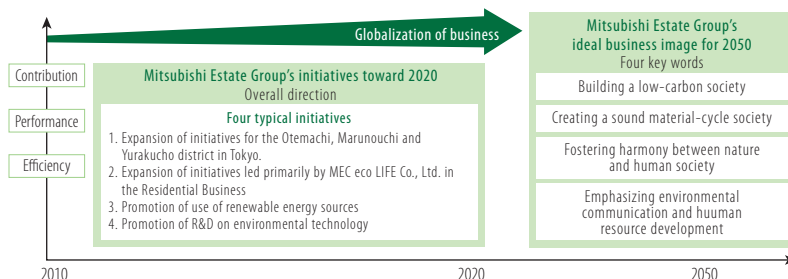 Globalization of business
Contribution
Performance
Efficiency
Mitsubishi Estate Group's initiatives toward 2020
Overall direction
Four typical initiatives
1. Expansion of initiatives for the Otemachi, Marunouchi and
Yurakucho district in Tokyo.
2. Expansion of initiatives led primarily by MEC eco LIFE Co., Ltd. in
the Residential Business
3. Promotion of use of renewable energy sources
4. Promotion of R&D on environmental technology
Mitsubishi Estate Group's
ideal business image for 2050
Four key words
Building a low-carbon society
Creating a sound material-cycle society
Fostering harmony between nature
and human society
Emphasizing environmental
communication and huuman
resource development
2010
2020
2050